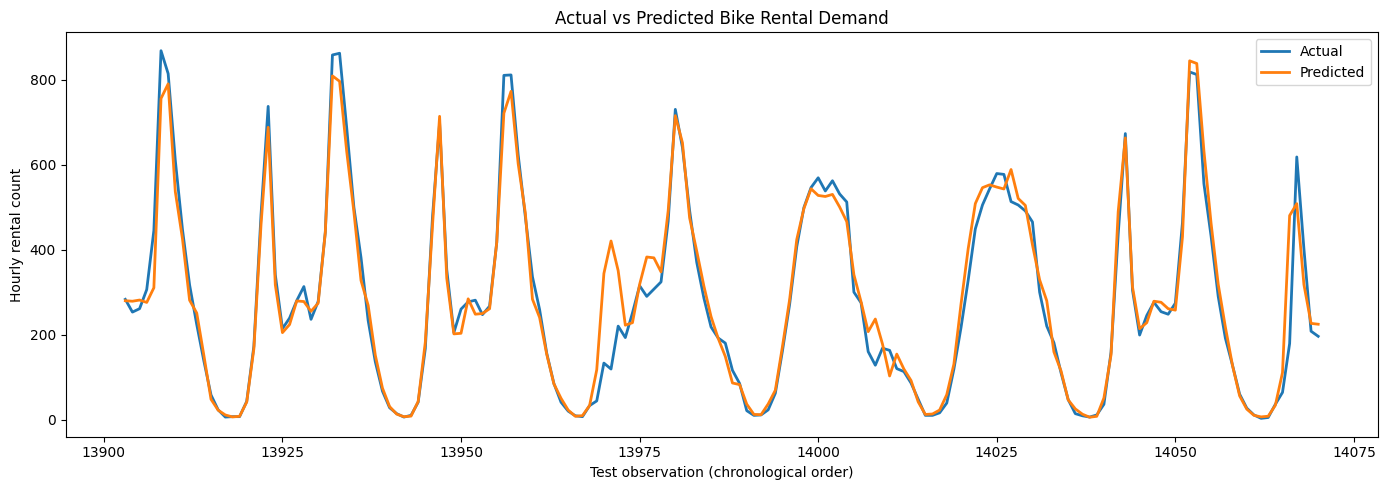 Actual vs Predicted Bike Rental Demand
Actual
Predicted
Hourly rental count
800
600
400
200
0
13900
13925
13950
13975
14000
14025
14050
14075
Test observation (chronological order)